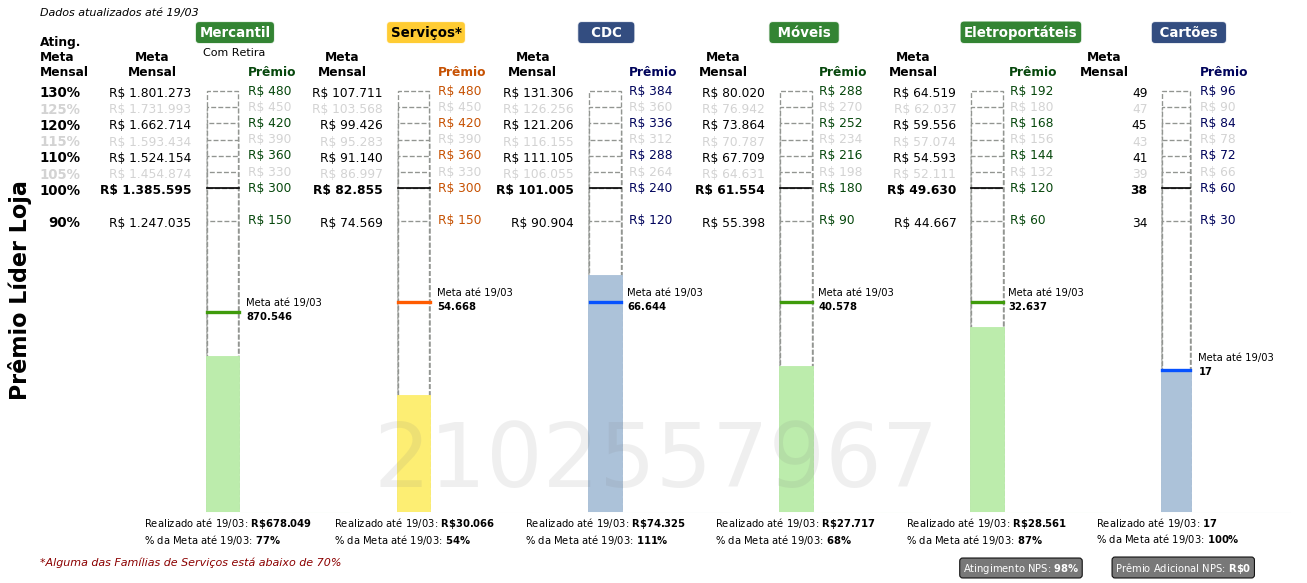 Dados atualizados até 19/03
Mercantil Serviços* CDC Móveis Eletroportáteis Cartões
Com Retira
Ating. Meta Mensal
Meta Mensal Prêmio Meta Mensal Prêmio Meta Mensal Prêmio Meta Mensal Prêmio Meta Mensal Prêmio Meta Mensal Prêmio
130% R$ 1.801.273 R$ 480 R$ 107.711 R$ 480 R$ 131.306 R$ 384 R$ 80.020 R$ 288 R$ 64.519 R$ 192 49 R$ 96
125% R$ 1.731.993 R$ 450 R$ 103.568 R$ 450 R$ 126.256 R$ 360 R$ 76.942 R$ 270 R$ 62.037 R$ 180 47 R$ 90
120% R$ 1.662.714 R$ 420 R$ 99.426 R$ 420 R$ 121.206 R$ 336 R$ 73.864 R$ 252 R$ 59.556 R$ 168 45 R$ 84
115% R$ 1.593.434 R$ 390 R$ 95.283 R$ 390 R$ 116.155 R$ 312 R$ 70.787 R$ 234 R$ 57.074 R$ 156 43 R$ 78
110% R$ 1.524.154 R$ 360 R$ 91.140 R$ 360 R$ 111.105 R$ 288 R$ 67.709 R$ 216 R$ 54.593 R$ 144 41 R$ 72
105% R$ 1.454.874 R$ 330 R$ 86.997 R$ 330 R$ 106.055 R$ 264 R$ 64.631 R$ 198 R$ 52.111 R$ 132 39 R$ 66
100% R$ 1.385.595 R$ 300 R$ 82.855 R$ 300 R$ 101.005 R$ 240 R$ 61.554 R$ 180 R$ 49.630 R$ 120 38 R$ 60
90% R$ 1.247.035 R$ 150 R$ 74.569 R$ 150 R$ 90.904 R$ 120 R$ 55.398 R$ 90 R$ 44.667 R$ 60 34 R$ 30
Prêmio Líder Loja
Meta até 19/03 Meta até 19/03 Meta até 19/03 Meta até 19/03 Meta até 19/03 Meta até 19/03
870.546 54.668 66.644 40.578 32.637 17
2102557967
Realizado até 19/03: R$678.049 Realizado até 19/03: R$30.066 Realizado até 19/03: R$74.325 Realizado até 19/03: R$27.717 Realizado até 19/03: R$28.561 Realizado até 19/03: 17
% da Meta até 19/03: 77% % da Meta até 19/03: 54% % da Meta até 19/03: 111% % da Meta até 19/03: 68% % da Meta até 19/03: 87% % da Meta até 19/03: 100%
*Alguma das Famílias de Serviços está abaixo de 70%
Atingimento NPS: 98% Prêmio Adicional NPS: R$0